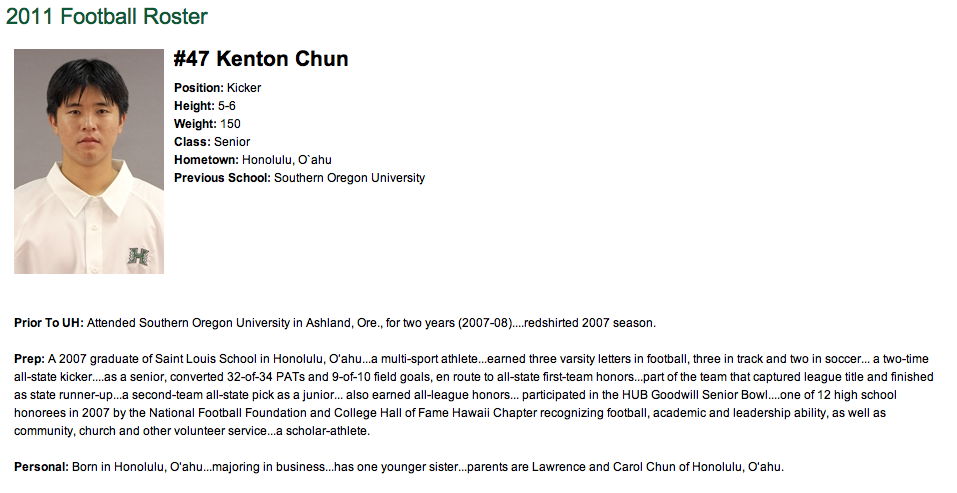 2011 Football Roster
#47 Kenton Chun
Position: Kicker
Height: 5-6
Weight: 150
Class: Senior
Hometown: Honolulu, O`ahu
Previous School: Southern Oregon University
H
Prior To UH: Attended Southern Oregon University in Ashland, Ore., for two years (2007-08)....redshirted 2007 season.
Prep: A 2007 graduate of Saint Louis School in Honolulu, O'ahu...a multi-sport athlete...earned three varsity letters in football, three in track and two in soccer... a two-time
all-state kicker....as a senior, converted 32-of-34 PATs and 9-of-10 field goals, en route to all-state first-team honors...part of the team that captured league title and finished
as state runner-up...a second-team all-state pick as a junior... also earned all-league honors... participated in the HUB Goodwill Senior Bowl....one of 12 high school
honorees in 2007 by the National Football Foundation and College Hall of Fame Hawaii Chapter recognizing football, academic and leadership ability, as well as
community, church and other volunteer service...a scholar-athlete.
Personal: Born in Honolulu, O'ahu...majoring in business...has one younger sister...parents are Lawrence and Carol Chun of Honolulu, O'ahu.